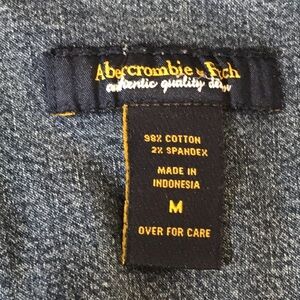 Abercrombie & Fitch
authentic quality denim
98% COTTON
2% SPANDEX
MADE IN
INDONESIA
M
OVER FOR CARE